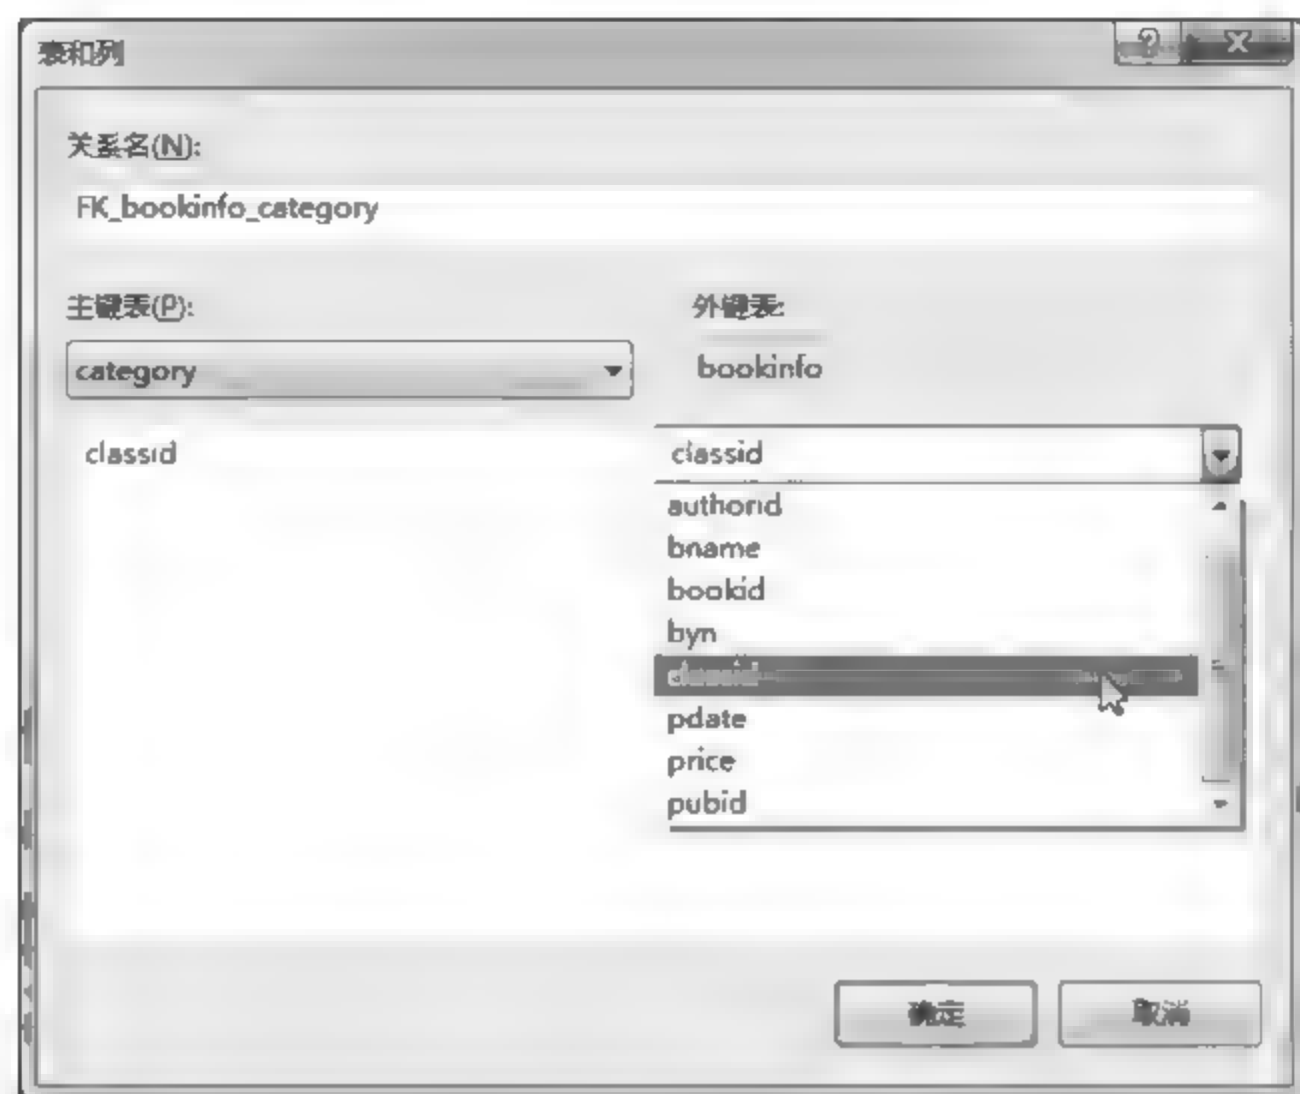 表和列
关系名(N):
FK_bookinfo_category
主键表(P):
外键表:
category
bookinfo
classid
classid
authorid
bname
bookid
byn
classid
pdate
price
pubid
确定
取消